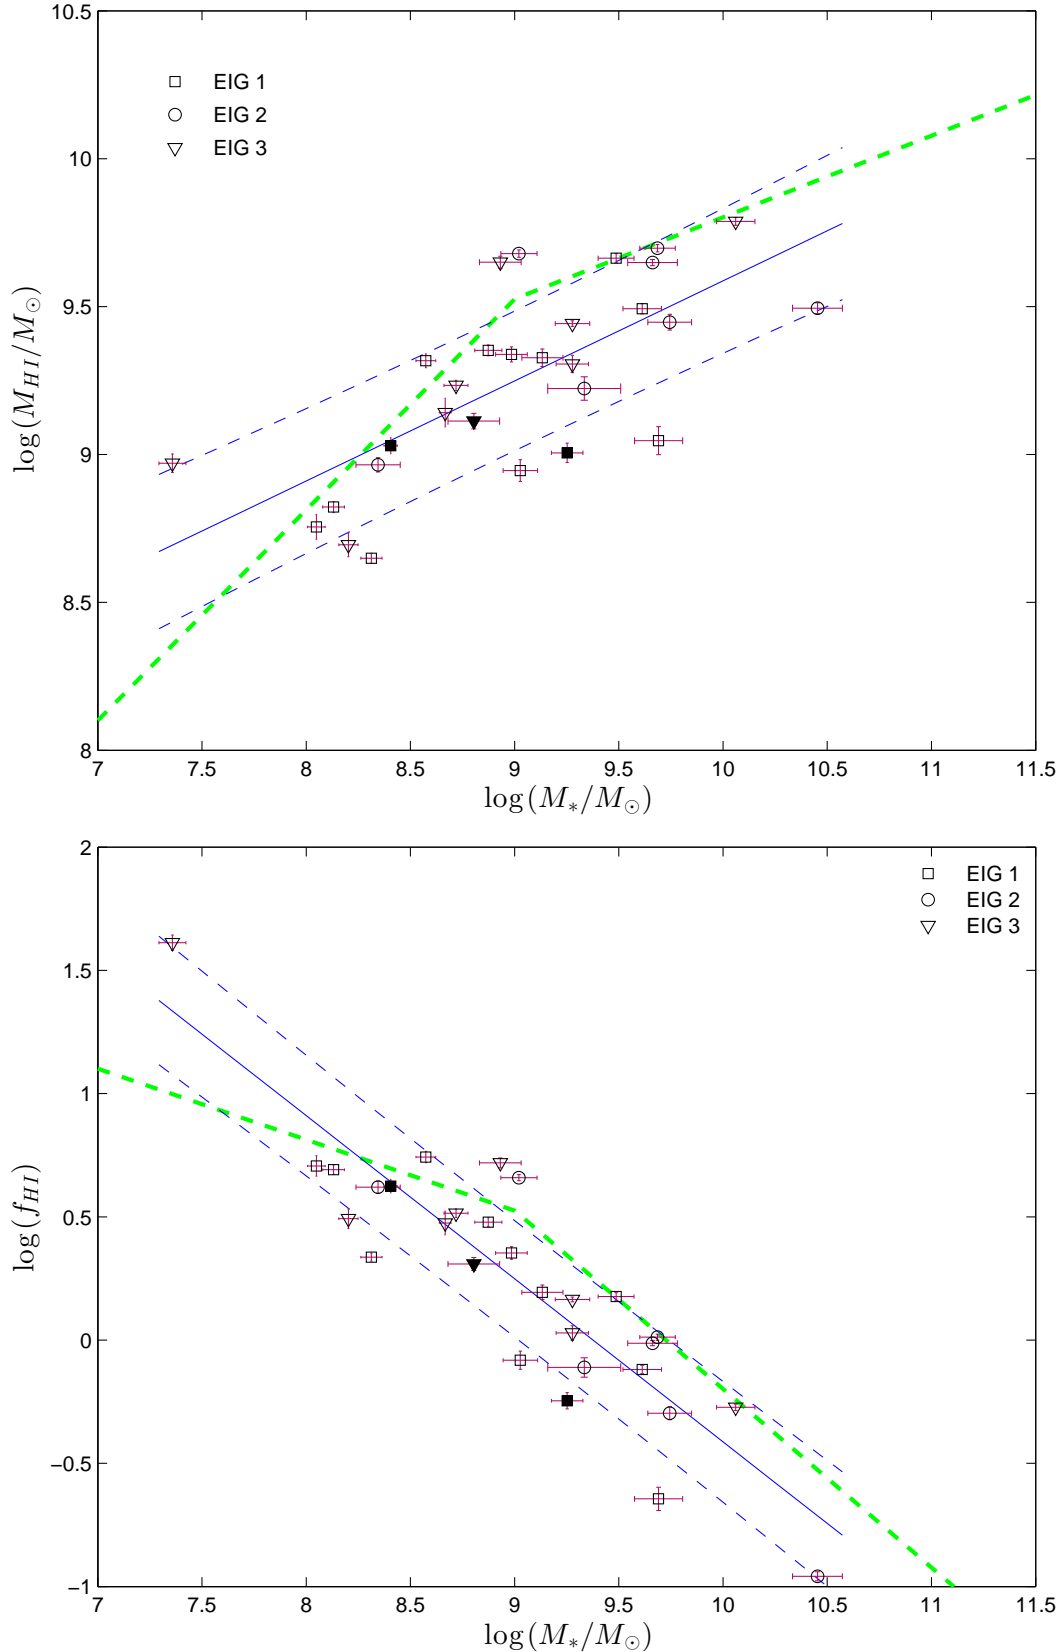 10.5
10
9.5
9
8.5
8
log(M_{HI}/M_⊙)
EIG 1
EIG 2
EIG 3
7 7.5 8 8.5 9 9.5 10 10.5 11 11.5
log(M_*/M_⊙)
2
1.5
1
0.5
0
−0.5
−1
log(f_{HI})
EIG 1
EIG 2
EIG 3
7 7.5 8 8.5 9 9.5 10 10.5 11 11.5
log(M_*/M_⊙)